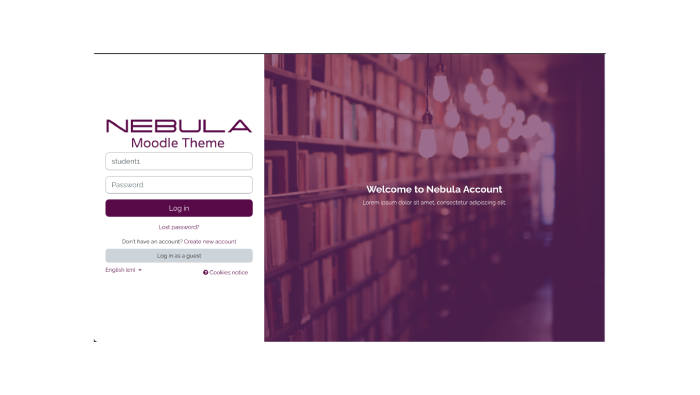 NEBULA
Moodle Theme
student1
Password
Log in
Lost password?
Don't have an account? Create new account
Log in as a guest
English (en)
Cookies notice
Welcome to Nebula Account
Lorem ipsum dolor sit amet, consectetur adipiscing elit.